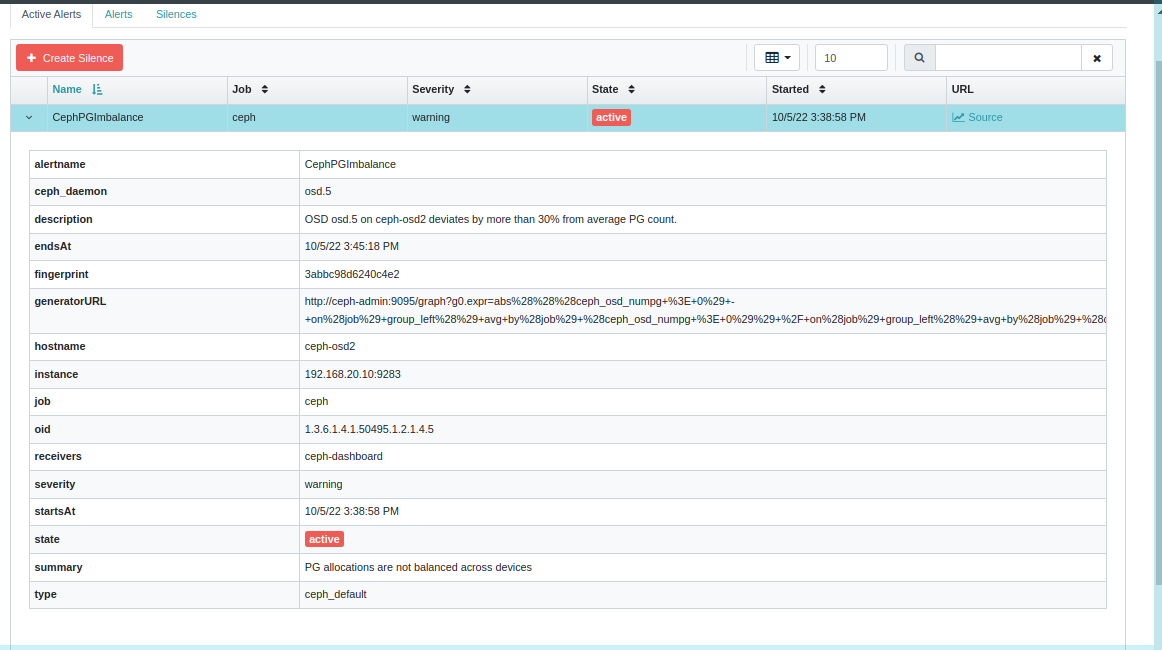 Active Alerts Alerts Silences
Create Silence 10
Name Job Severity State Started URL
CephPGImbalance ceph warning active 10/5/22 3:38:58 PM Source
alertname CephPGImbalance
ceph_daemon osd.5
description OSD osd.5 on ceph-osd2 deviates by more than 30% from average PG count.
endsAt 10/5/22 3:45:18 PM
fingerprint 3abbc98d6240c4e2
generatorURL http://ceph-admin:9095/graph?g0.expr=abs%28%28%28ceph_osd_numpg+%3E+0%29+-
+on%28job%29+group_left%28%29+avg+by%28job%29+%28ceph_osd_numpg+%3E+0%29%29+%2F+on%28job%29+group_left%28%29+avg+by%28job%29+%28c
hostname ceph-osd2
instance 192.168.20.10:9283
job ceph
oid 1.3.6.1.4.1.50495.1.2.1.4.5
receivers ceph-dashboard
severity warning
startsAt 10/5/22 3:38:58 PM
state active
summary PG allocations are not balanced across devices
type ceph_default